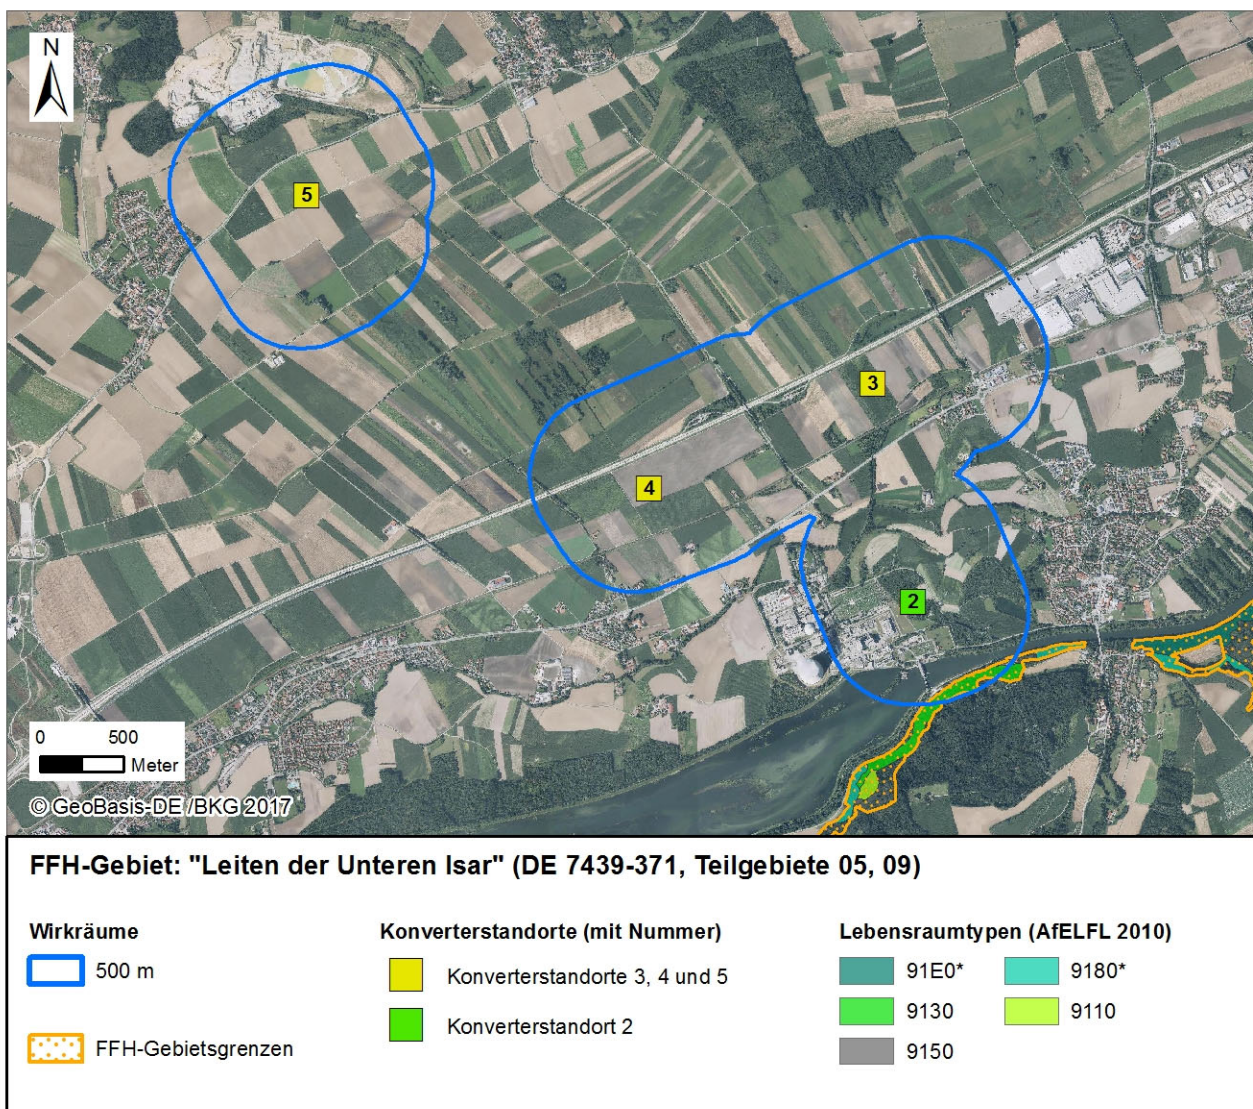 N
5
3
4
2
0 500
Meter
© GeoBasis-DE /BKG 2017
FFH-Gebiet: "Leiten der Unteren Isar" (DE 7439-371, Teilgebiete 05, 09)
Wirkräume
500 m
FFH-Gebietsgrenzen
Konverterstandorte (mit Nummer)
Konverterstandorte 3, 4 und 5
Konverterstandort 2
Lebensraumtypen (AfELFL 2010)
91E0* 9180*
9130 9110
9150